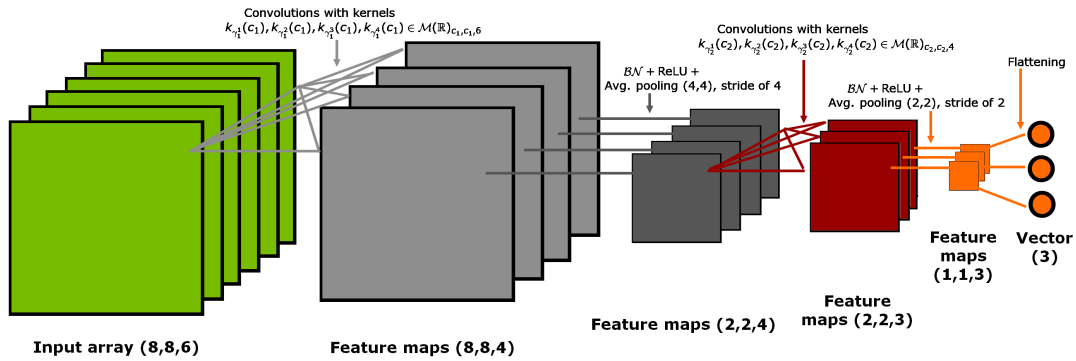 Convolutions with kernels
k_{γ_1^1}(c_1), k_{γ_1^2}(c_1), k_{γ_1^3}(c_1), k_{γ_1^4}(c_1) ∈ ℳ(ℝ)_{c_1,c_1,6}
Convolutions with kernels
k_{γ_2^1}(c_2), k_{γ_2^2}(c_2), k_{γ_2^3}(c_2), k_{γ_2^4}(c_2) ∈ ℳ(ℝ)_{c_2,c_2,4}
ℬ𝒩 + ReLU +
Avg. pooling (4,4), stride of 4
ℬ𝒩 + ReLU +
Avg. pooling (2,2), stride of 2
Flattening
Input array (8,8,6)
Feature maps (8,8,4)
Feature maps (2,2,4)
Feature
maps (2,2,3)
Feature
maps
(1,1,3)
Vector
(3)